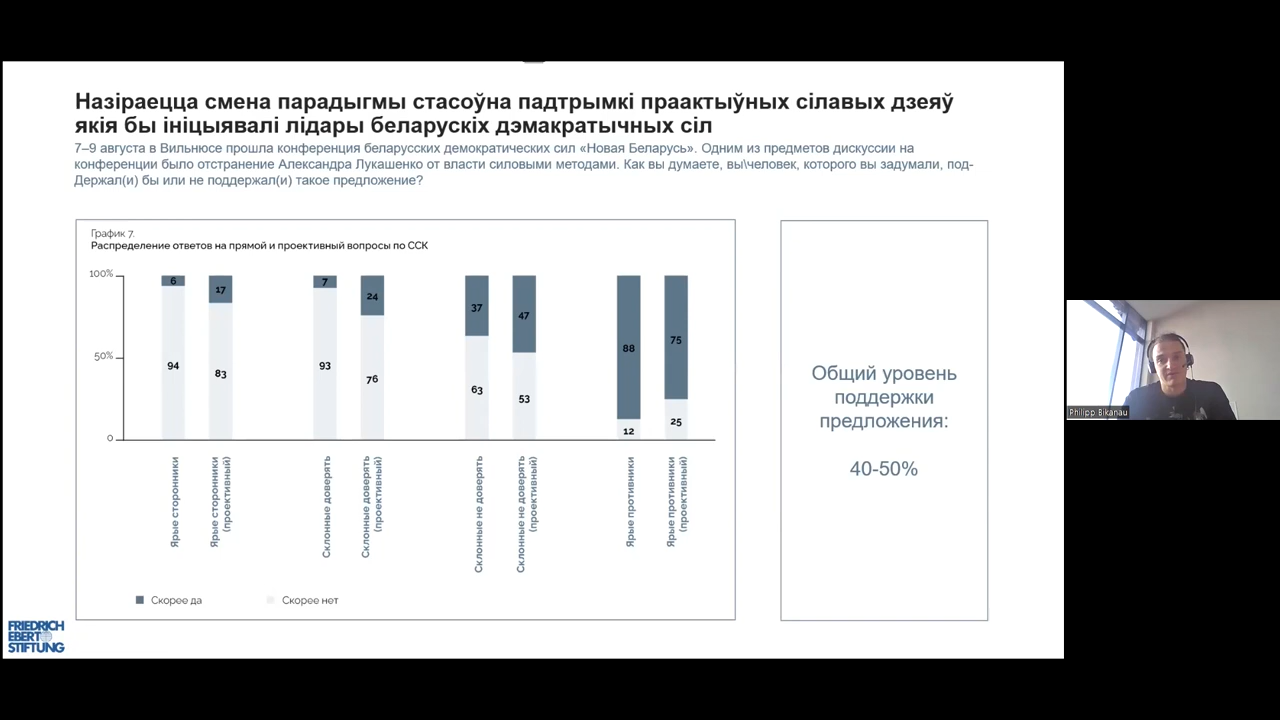 Назіраецца смена парадыгмы стасоўна падтрымкі праактыўных сілавых дзеяў
якія бы ініцыявалі лідары беларускіх дэмакратычных сіл
7–9 августа в Вильнюсе прошла конференция беларусских демократических сил «Новая Беларусь». Одним из предметов дискуссии на
конференции было отстранение Александра Лукашенко от власти силовыми методами. Как вы думаете, вы\человек, которого вы задумали, под-
Держал(и) бы или не поддержал(и) такое предложение?
График 7.
Распределение ответов на прямой и проективный вопросы по ССК
100%
50%
0
6
94
17
83
7
93
24
76
37
63
47
53
88
12
75
25
Ярые сторонники
Ярые сторонники
(проективный)
Склонные доверять
Склонные доверять
(проективный)
Склонные не доверять
Склонные не доверять
(проективный)
Ярые противники
Ярые противники
(проективный)
Скорее да
Скорее нет
Общий уровень
поддержки
предложения:
40-50%
Philipp Bikanau
FRIEDRICH
EBERT
STIFTUNG